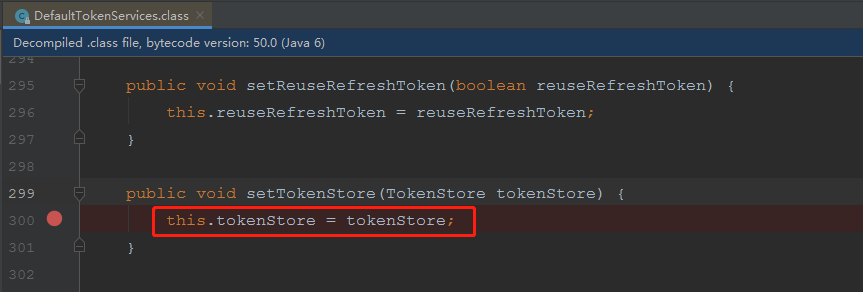 DefaultTokenServices.class ×
Decompiled .class file, bytecode version: 50.0 (Java 6)
294
295 public void setReuseRefreshToken(boolean reuseRefreshToken) {
296 this.reuseRefreshToken = reuseRefreshToken;
297 }
298
299 public void setTokenStore(TokenStore tokenStore) {
300 this.tokenStore = tokenStore;
301 }
302